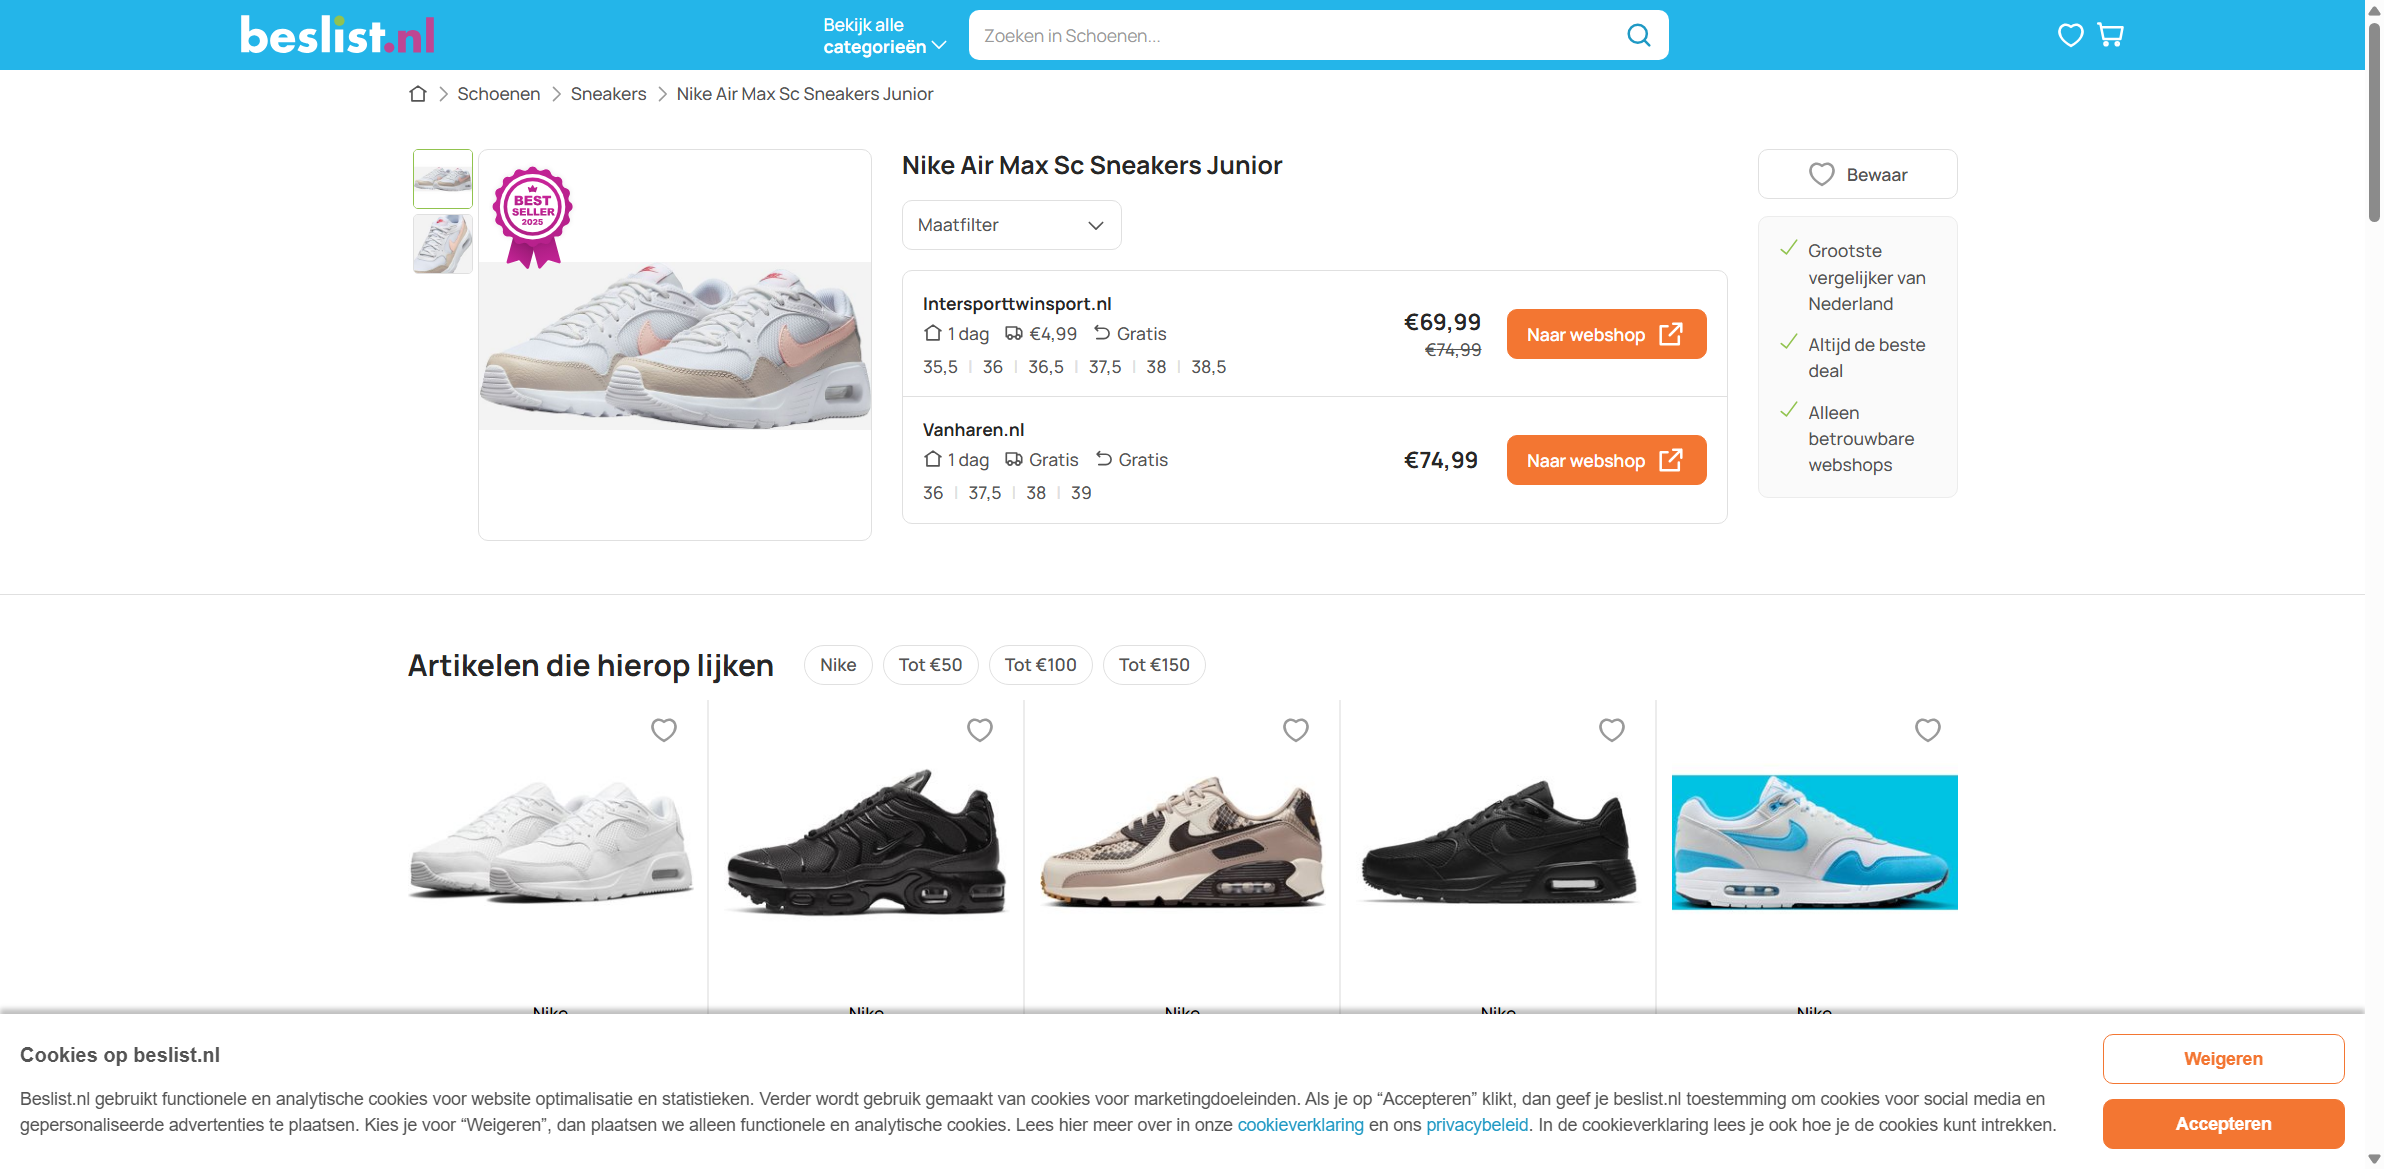 beslist.nl
Bekijk alle
categorieën
Zoeken in Schoenen...
Schoenen
Sneakers
Nike Air Max Sc Sneakers Junior
BEST
SELLER
2025
Nike Air Max Sc Sneakers Junior
Maatfilter
Intersporttwinsport.nl
1 dag €4,99 Gratis
35,5 36 36,5 37,5 38 38,5
€69,99
€74,99
Naar webshop
Vanharen.nl
1 dag Gratis Gratis
36 37,5 38 39
€74,99
Naar webshop
Bewaar
Grootste
vergelijker van
Nederland
Altijd de beste
deal
Alleen
betrouwbare
webshops
Artikelen die hierop lijken
Nike
Tot €50
Tot €100
Tot €150
Nike
Nike
Nike
Nike
Nike
Cookies op beslist.nl
Beslist.nl gebruikt functionele en analytische cookies voor website optimalisatie en statistieken. Verder wordt gebruik gemaakt van cookies voor marketingdoeleinden. Als je op “Accepteren” klikt, dan geef je beslist.nl toestemming om cookies voor social media en
gepersonaliseerde advertenties te plaatsen. Kies je voor “Weigeren”, dan plaatsen we alleen functionele en analytische cookies. Lees hier meer over in onze cookieverklaring en ons privacybeleid. In de cookieverklaring lees je ook hoe je de cookies kunt intrekken.
Weigeren
Accepteren